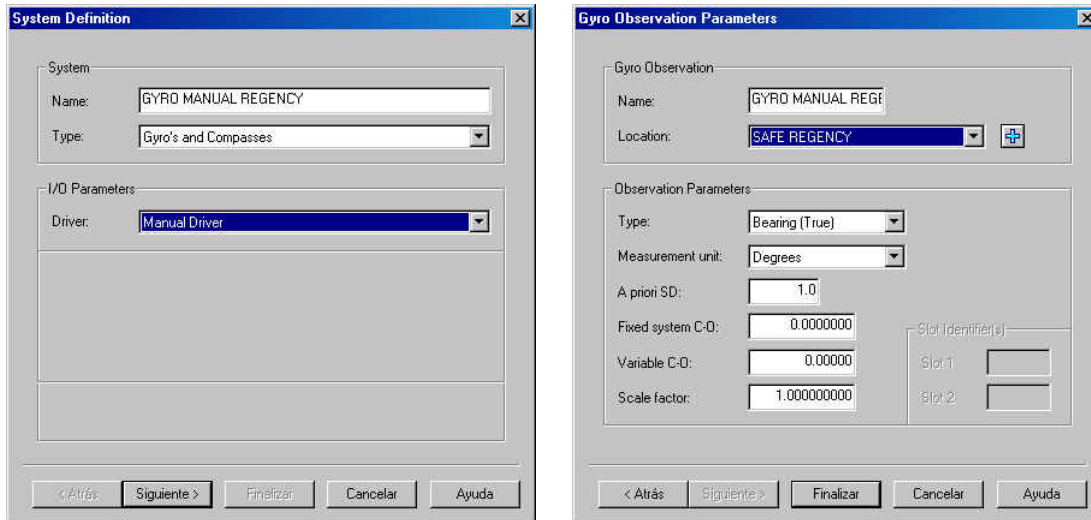 System Definition
System
Name: GYRO MANUAL REGENCY
Type: Gyro's and Compasses
I/O Parameters
Driver: Manual Driver
< Atrás Siguiente > Finalizar Cancelar Ayuda
Gyro Observation Parameters
Gyro Observation
Name: GYRO MANUAL REGE
Location: SAFE REGENCY
Observation Parameters
Type: Bearing (True)
Measurement unit: Degrees
A priori SD: 1.0
Fixed system C-O: 0.0000000
Variable C-O: 0.00000
Scale factor: 1.000000000
Slot Identifier(s)
Slot 1
Slot 2
< Atrás Siguiente > Finalizar Cancelar Ayuda